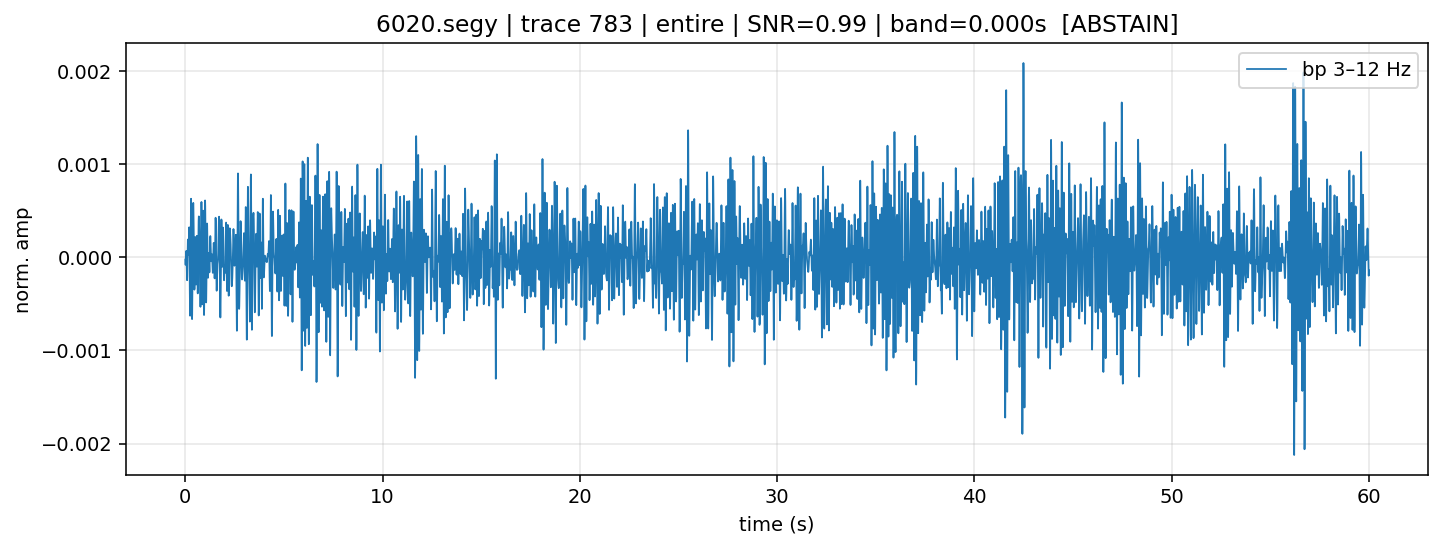 6020.segy | trace 783 | entire | SNR=0.99 | band=0.000s  [ABSTAIN]
bp 3–12 Hz
norm. amp
0.002
0.001
0.000
−0.001
−0.002
0 10 20 30 40 50 60
time (s)